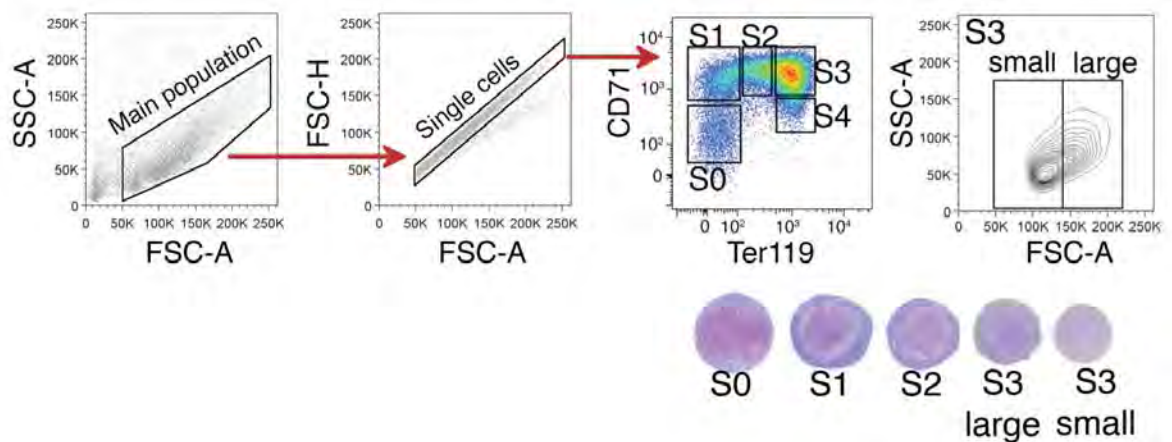 250K
200K
150K
100K
50K
0
SSC-A
Main population
0 50K 100K 150K 200K 250K
FSC-A
250K
200K
150K
100K
50K
0
FSC-H
Single cells
0 50K 100K 150K 200K 250K
FSC-A
10⁴
10³
10²
0
CD71
S1 S2
S3
S4
S0
0 10² 10³ 10⁴
Ter119
250K
200K
150K
100K
50K
0
SSC-A
S3
small large
0 50K 100K 150K 200K 250K
FSC-A
S0 S1 S2 S3 S3
large small